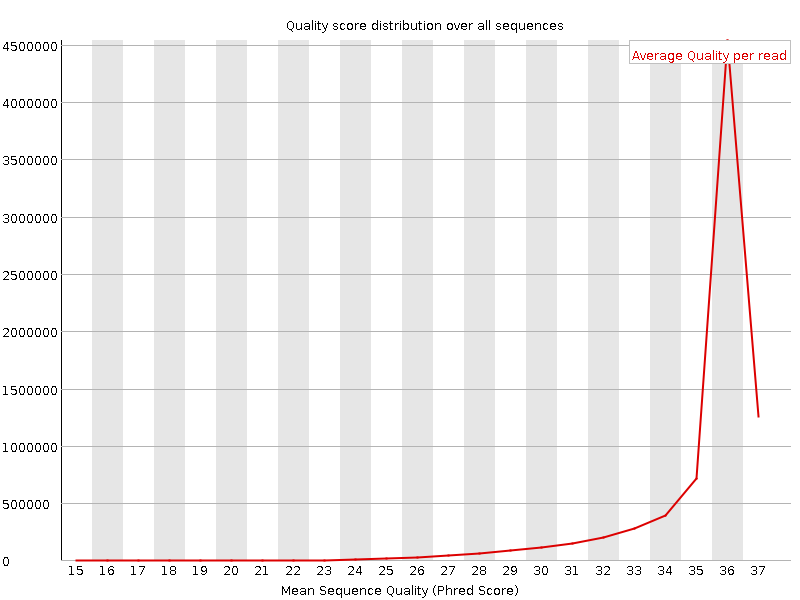 Quality score distribution over all sequences
Average Quality per read
4500000
4000000
3500000
3000000
2500000
2000000
1500000
1000000
500000
0
15 16 17 18 19 20 21 22 23 24 25 26 27 28 29 30 31 32 33 34 35 36 37
Mean Sequence Quality (Phred Score)